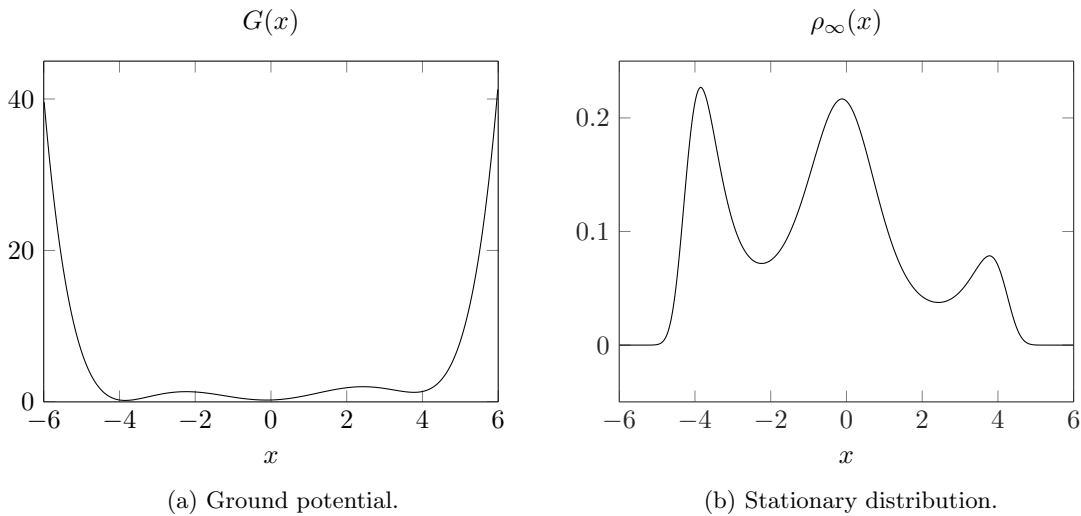 G(x)
40
20
0
−6 −4 −2 0 2 4 6
x
(a) Ground potential.
ρ∞(x)
0.2
0.1
0
−6 −4 −2 0 2 4 6
x
(b) Stationary distribution.